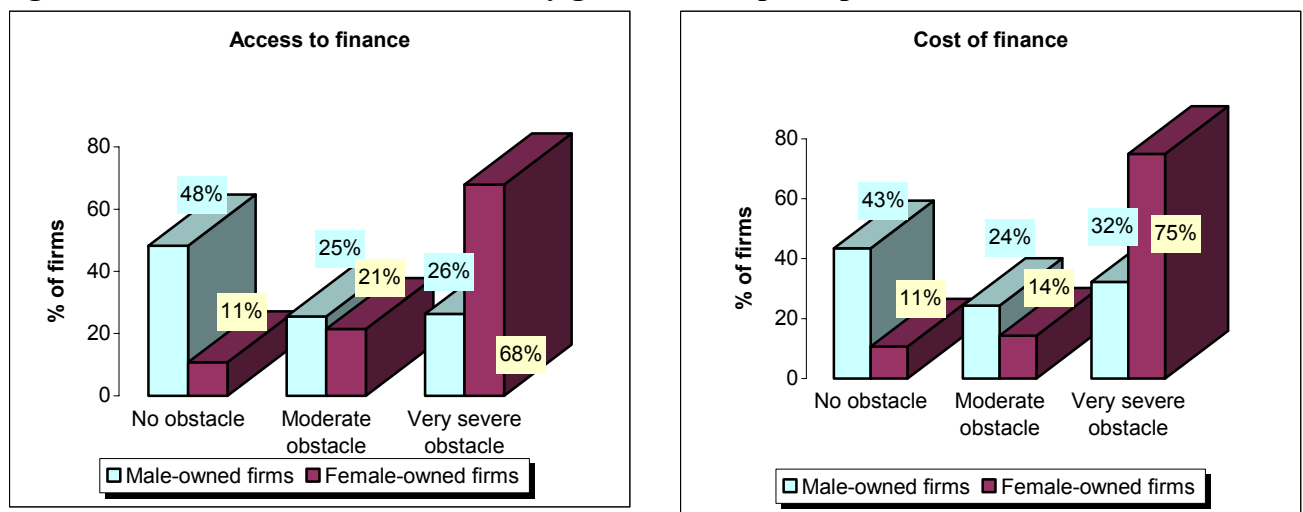 Access to finance
80
60
40
20
0
% of firms
48%
11%
25%
21%
26%
68%
No obstacle
Moderate
obstacle
Very severe
obstacle
Male-owned firms Female-owned firms
Cost of finance
80
60
40
20
0
% of firms
43%
11%
24%
14%
32%
75%
No obstacle
Moderate
obstacle
Very severe
obstacle
Male-owned firms Female-owned firms